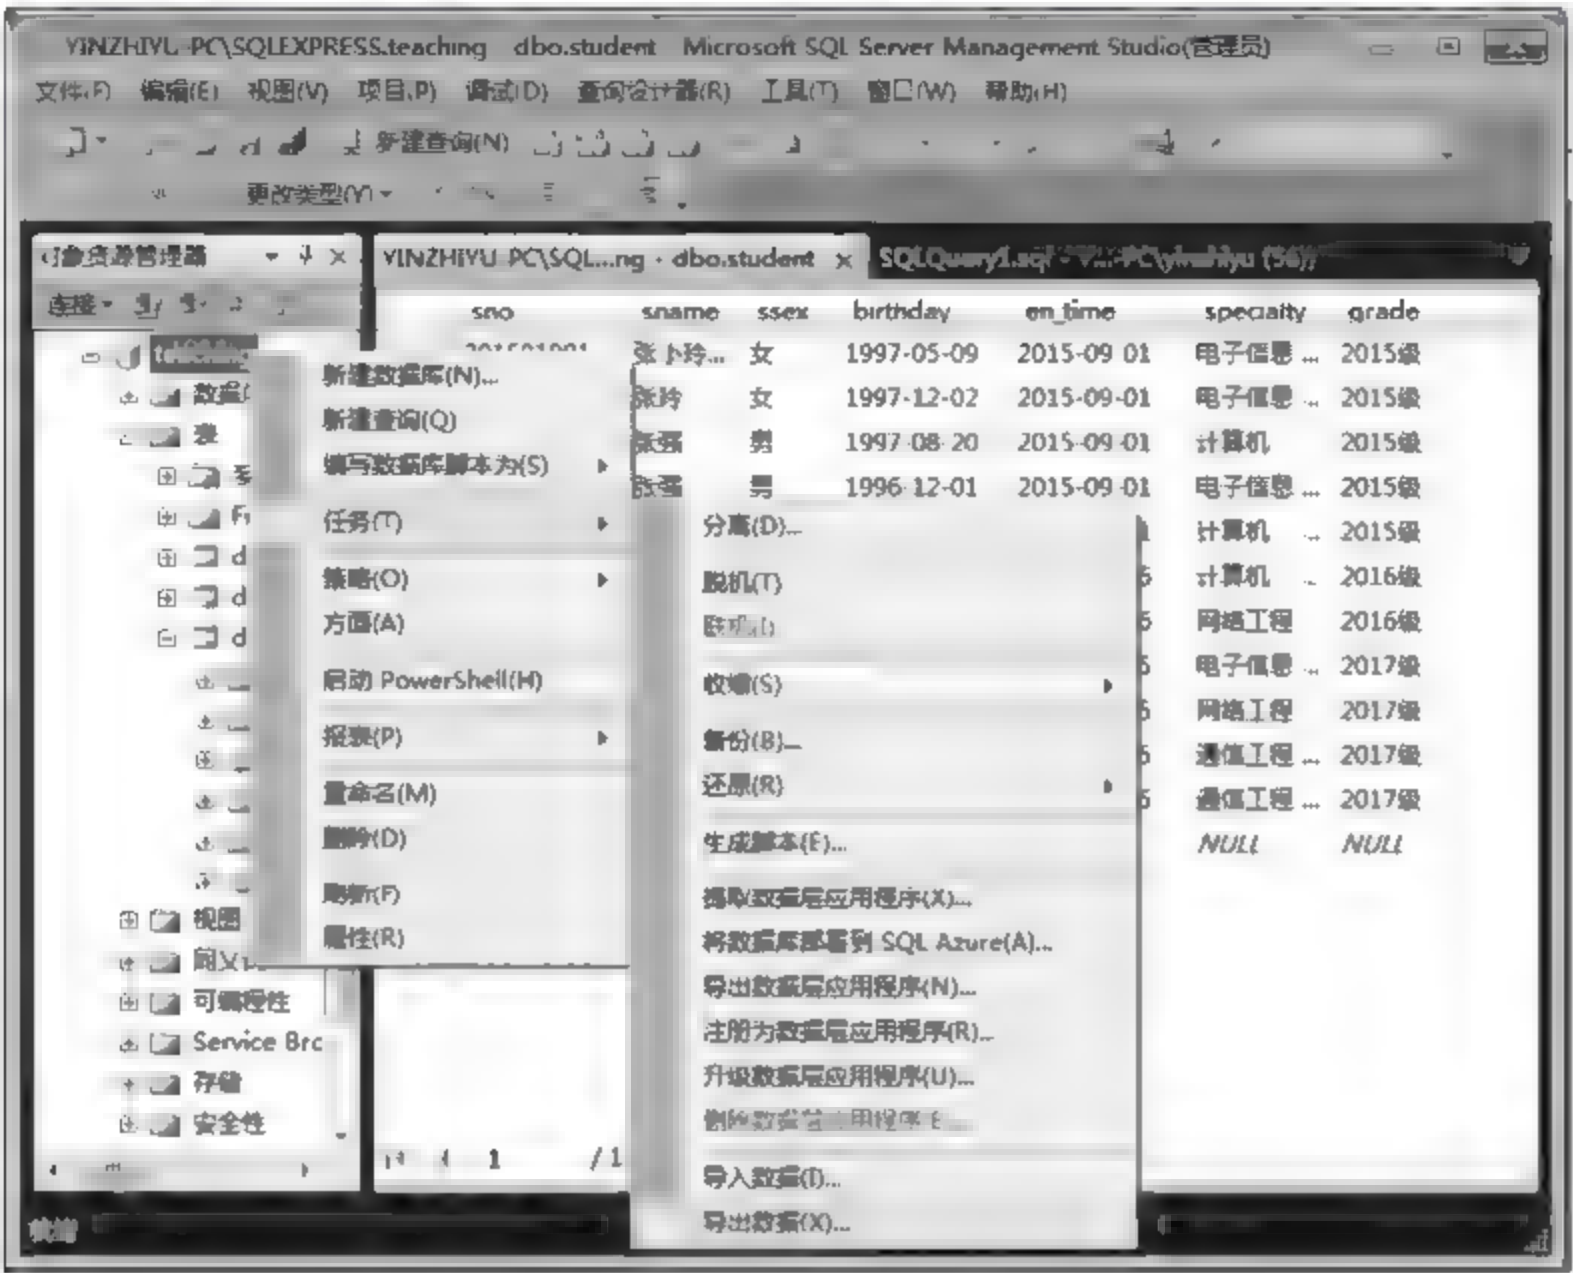 YINZHIYU-PC\SQLEXPRESS.teaching dbo.student Microsoft SQL Server Management Studio(管理员)
文件(F) 编辑(E) 视图(V) 项目(P) 调试(D) 查询设计器(R) 工具(T) 窗口(W) 帮助(H)
新建查询(N)
更改类型(Y)
对象资源管理器
YINZHIYU-PC\SQL...ng - dbo.student
连接
sno sname ssex birthday en_time specialty grade
女 1997-05-09 2015-09-01 电子信息 ... 2015级
张玲 女 1997-12-02 2015-09-01 电子信息 ... 2015级
张强 男 1997-08-20 2015-09-01 计算机 2015级
张强 男 1996-12-01 2015-09-01 电子信息 ... 2015级
计算机 2015级
计算机 2016级
网络工程 2016级
电子信息 2017级
网络工程 2017级
通信工程 ... 2017级
通信工程 ... 2017级
NULL NULL
表
视图
可编程性
Service Brc
存储
安全性
新建数据库(N)...
新建查询(Q)
编写数据库脚本为(S)
任务(T)
策略(O)
方面(A)
启动 PowerShell(H)
报表(P)
重命名(M)
删除(D)
刷新(F)
属性(R)
分离(D)...
脱机(T)
联机(I)
收缩(S)
备份(B)...
还原(R)
生成脚本(E)...
提取数据层应用程序(X)...
将数据库部署到 SQL Azure(A)...
导出数据层应用程序(N)...
注册为数据层应用程序(R)...
升级数据层应用程序(U)...
删除数据层应用程序
导入数据(I)...
导出数据(X)...
1 / 1
就绪